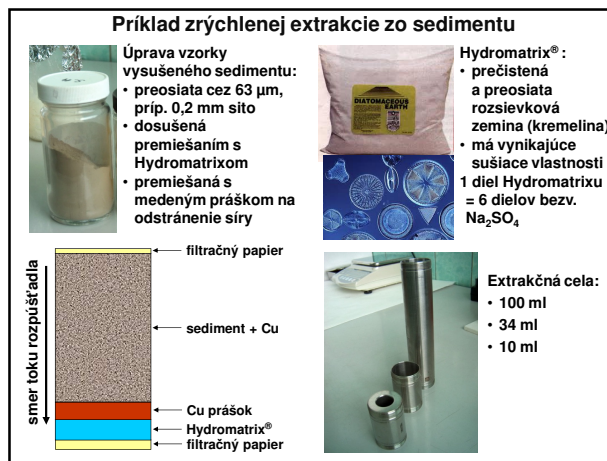 Príklad zrýchlenej extrakcie zo sedimentu
Úprava vzorky
vysušeného sedimentu:
• preosiata cez 63 µm,
príp. 0,2 mm sito
• dosušená
premiešaním s
Hydromatrixom
• premiešaná s
medeným práškom na
odstránenie síry
DIATOMACEOUS
EARTH
Hydromatrix® :
• prečistená
a preosiata
rozsievková
zemina (kremelina)
• má vynikajúce
sušiace vlastnosti
1 diel Hydromatrixu
= 6 dielov bezv.
Na₂SO₄
smer toku rozpúšťadla
filtračný papier
sediment + Cu
Cu prášok
Hydromatrix®
filtračný papier
Extrakčná cela:
• 100 ml
• 34 ml
• 10 ml